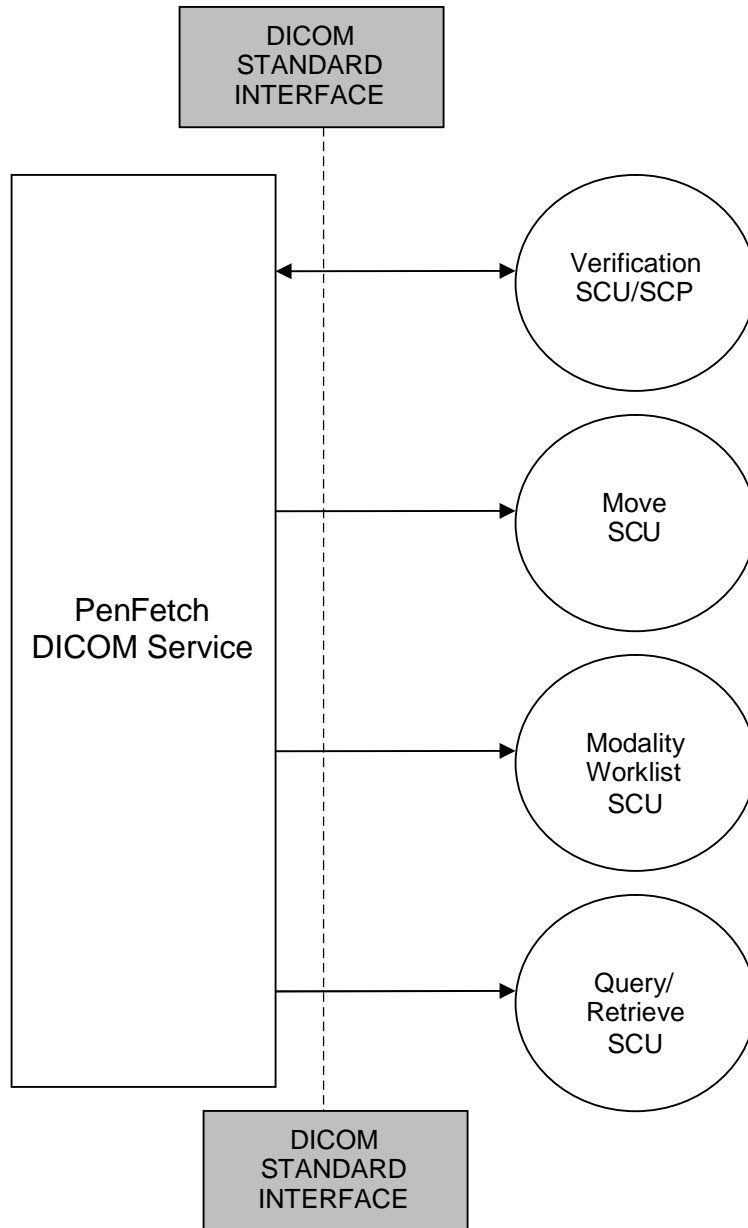 DICOM
STANDARD
INTERFACE
Verification
SCU/SCP
Move
SCU
PenFetch
DICOM Service
Modality
Worklist
SCU
Query/
Retrieve
SCU
DICOM
STANDARD
INTERFACE